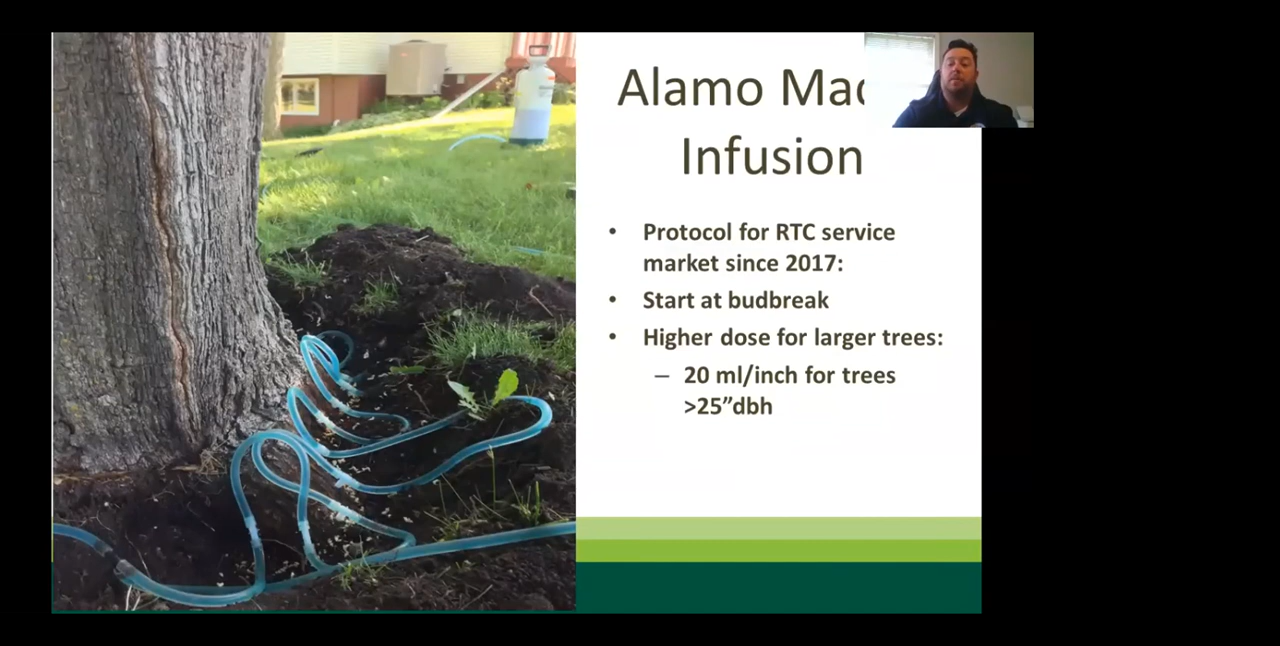 Alamo Mac
Infusion
• Protocol for RTC service
market since 2017:
• Start at budbreak
• Higher dose for larger trees:
– 20 ml/inch for trees
>25”dbh